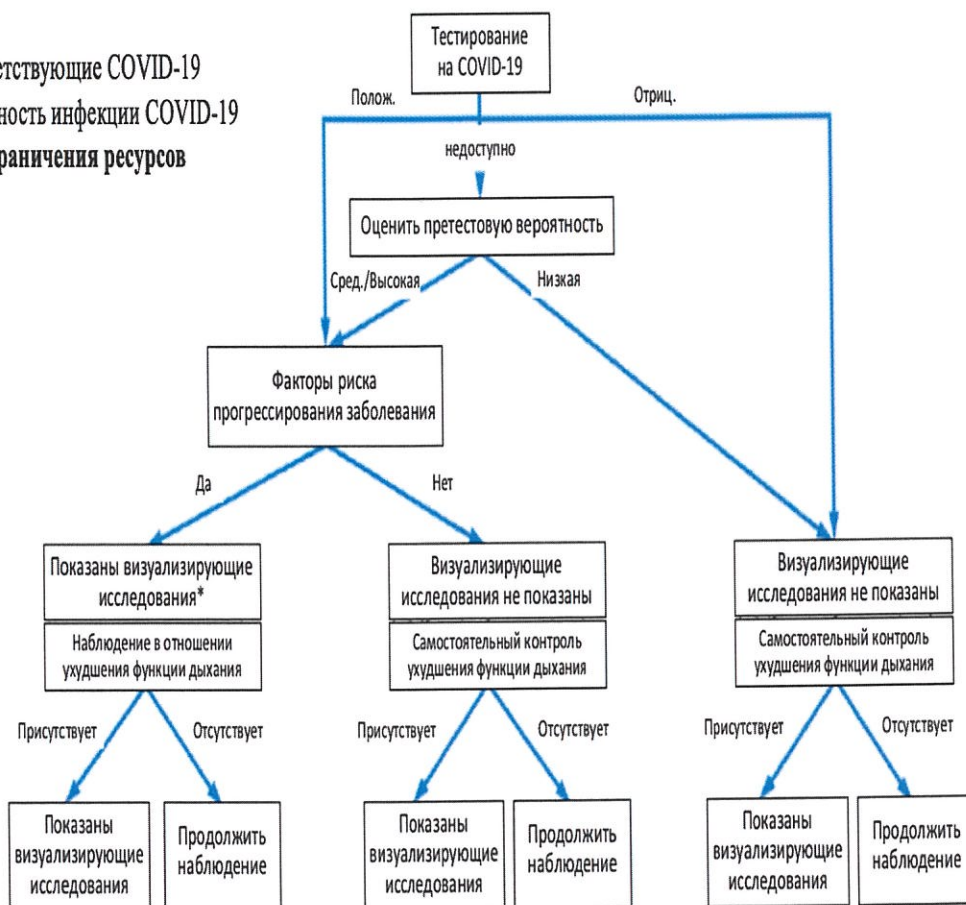 Тестирование
на COVID-19
COVID-19
инфекции COVID-19
ресурсов
Полож.
Отриц.
недоступно
Оценить претестовую вероятность
Сред./Высокая
Низкая
Факторы риска
прогрессирования заболевания
Да
Нет
Показаны визуализирующие
исследования*
Наблюдение в отношении
ухудшения функции дыхания
Визуализирующие
исследования не показаны
Самостоятельный контроль
ухудшения функции дыхания
Визуализирующие
исследования не показаны
Самостоятельный контроль
ухудшения функции дыхания
Присутствует
Отсутствует
Присутствует
Отсутствует
Присутствует
Отсутствует
Показаны
визуализирующие
исследования
Продолжить
наблюдение
Показаны
визуализирующие
исследования
Продолжить
наблюдение
Показаны
визуализирующие
исследования
Продолжить
наблюдение